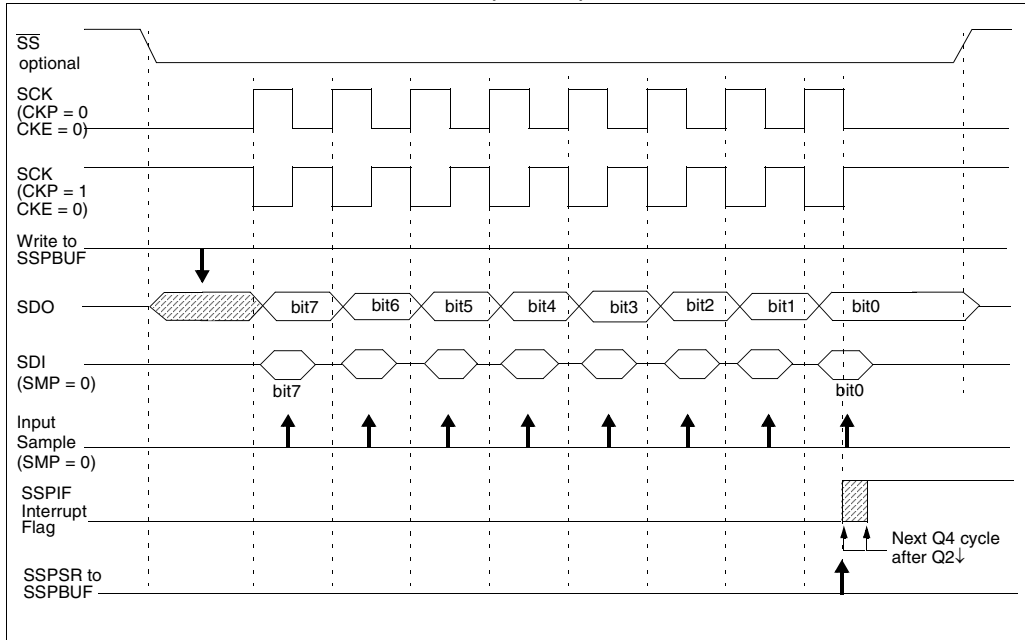 SS
optional
SCK
(CKP = 0
CKE = 0)
SCK
(CKP = 1
CKE = 0)
Write to
SSPBUF
SDO
bit7 bit6 bit5 bit4 bit3 bit2 bit1 bit0
SDI
(SMP = 0)
bit7 bit0
Input
Sample
(SMP = 0)
SSPIF
Interrupt
Flag
Next Q4 cycle
after Q2↓
SSPSR to
SSPBUF